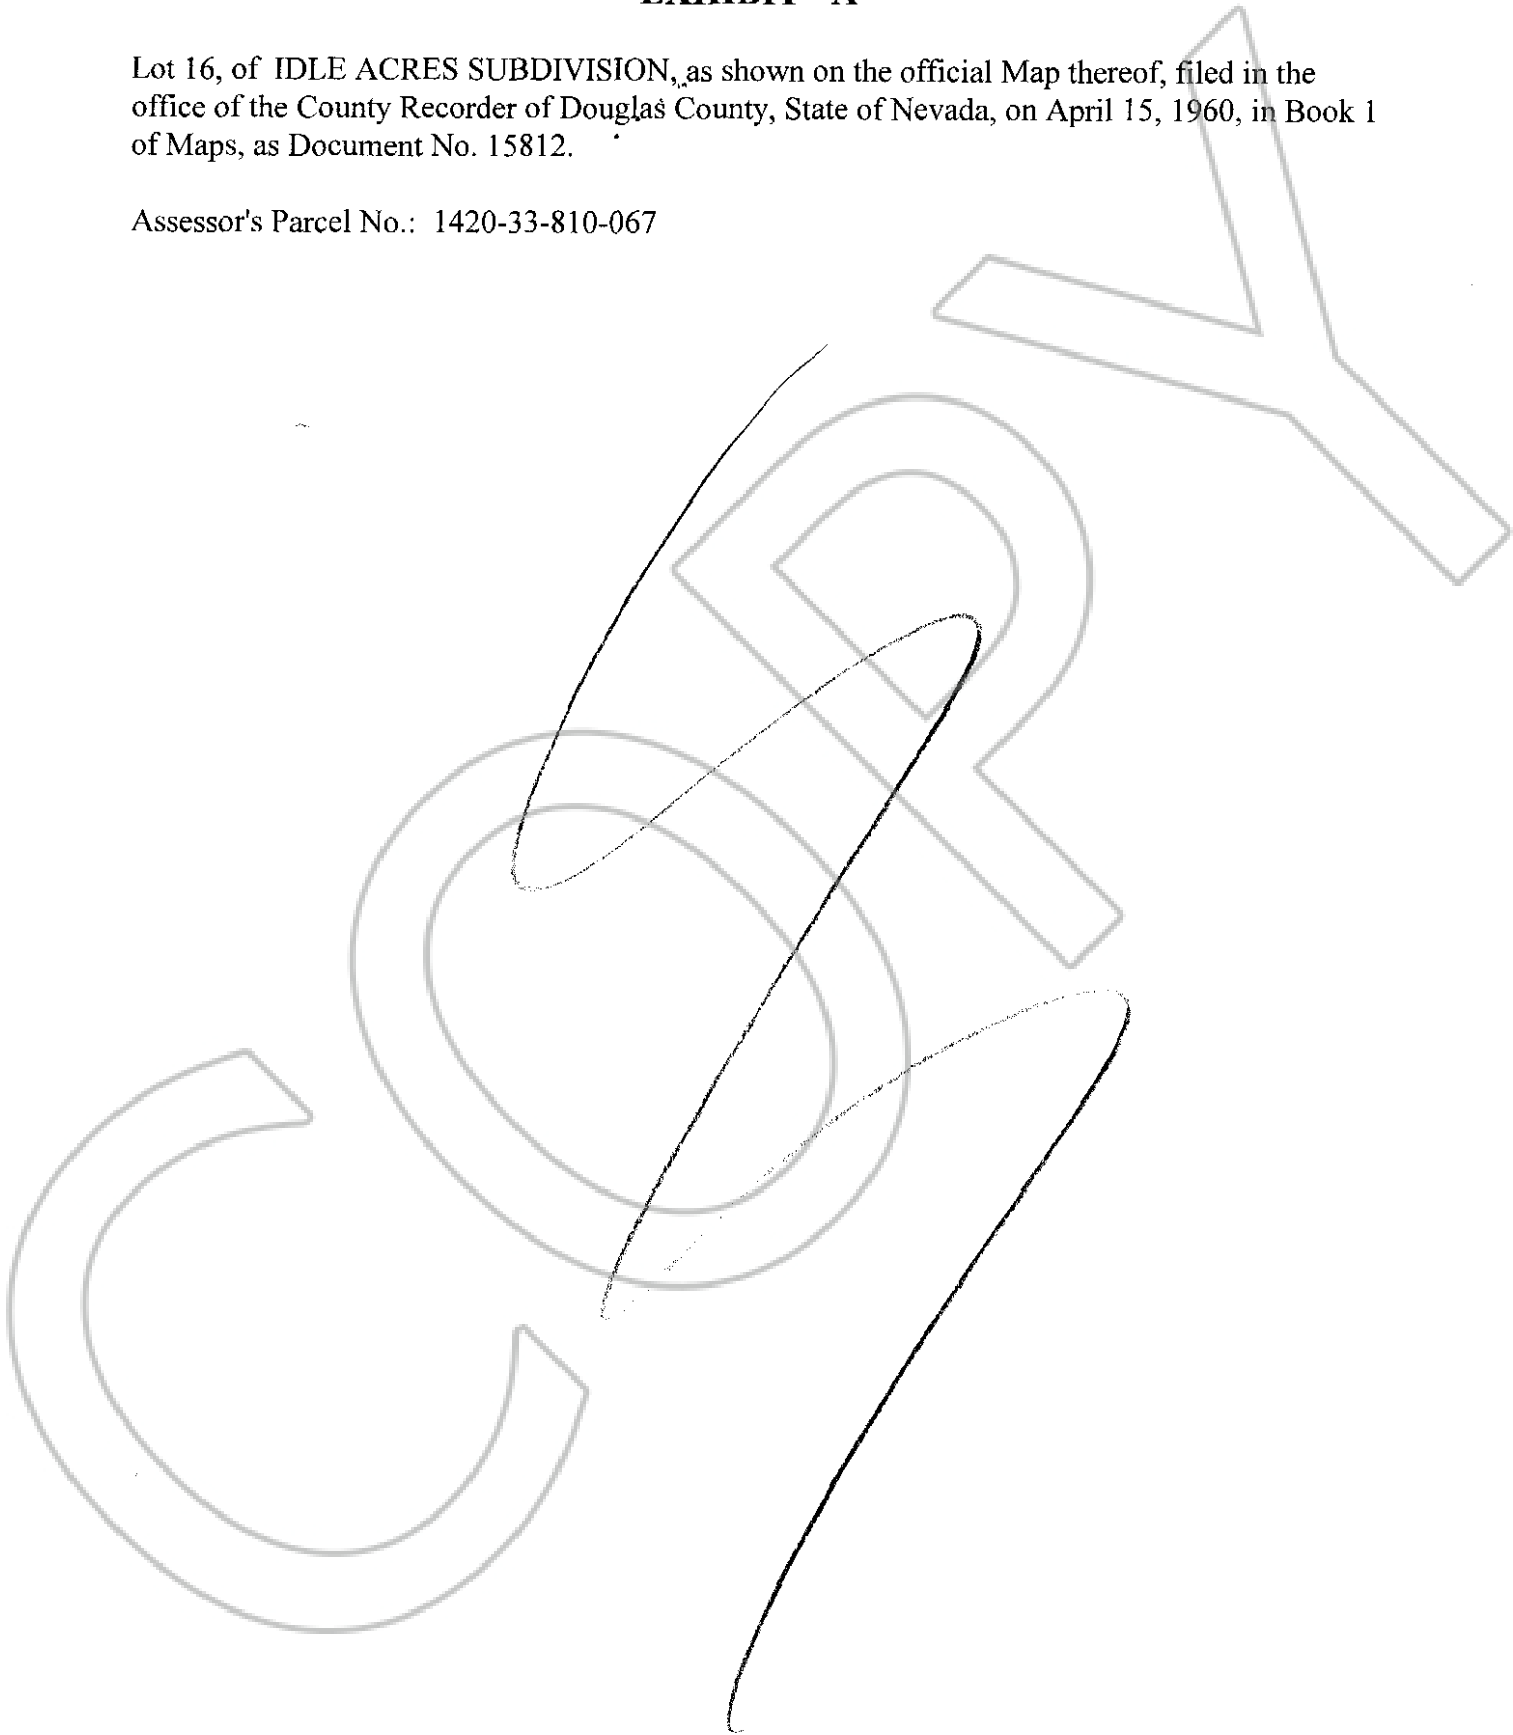 EXHIBIT "A"
Lot 16, of IDLE ACRES SUBDIVISION, as shown on the official Map thereof, filed in the
office of the County Recorder of Douglas County, State of Nevada, on April 15, 1960, in Book 1
of Maps, as Document No. 15812.
Assessor's Parcel No.: 1420-33-810-067
COPY